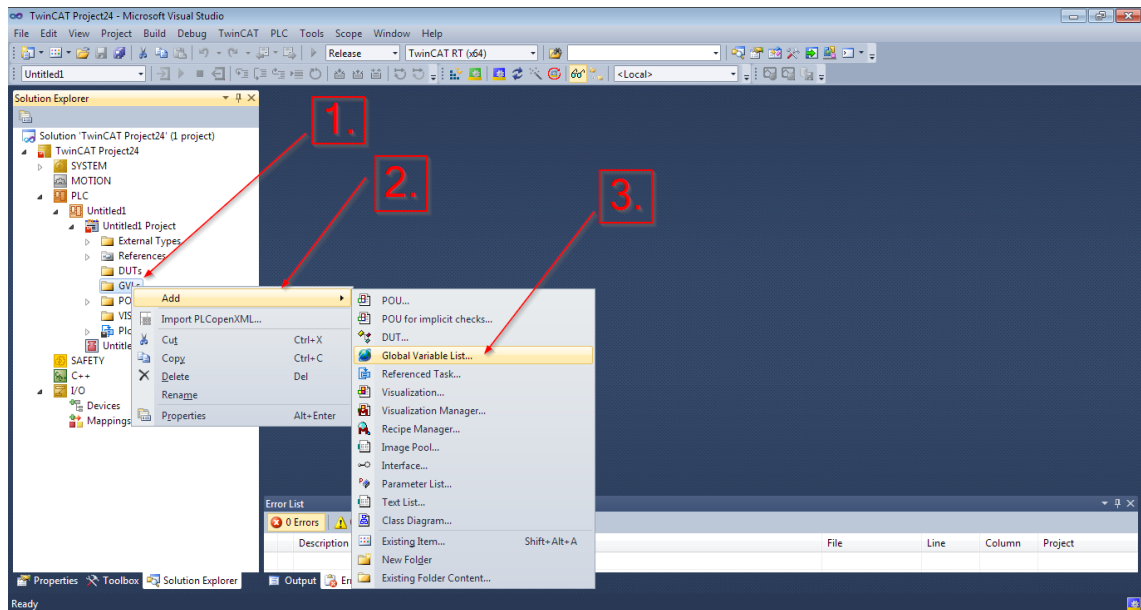 TwinCAT Project24 - Microsoft Visual Studio
File Edit View Project Build Debug TwinCAT PLC Tools Scope Window Help
Release TwinCAT RT (x64)
Untitled1 <Local>
Solution Explorer
1.
2.
3.
Solution 'TwinCAT Project24' (1 project)
TwinCAT Project24
SYSTEM
MOTION
PLC
Untitled1
Untitled1 Project
External Types
References
DUTs
GVLs
PO
VIS
Plc
Untitle
SAFETY
C++
I/O
Devices
Mappings
Add
Import PLCopenXML...
Cut Ctrl+X
Copy Ctrl+C
Delete Del
Rename
Properties Alt+Enter
POU...
POU for implicit checks...
DUT...
Global Variable List...
Referenced Task...
Visualization...
Visualization Manager...
Recipe Manager...
Image Pool...
Interface...
Parameter List...
Text List...
Class Diagram...
Existing Item... Shift+Alt+A
New Folder
Existing Folder Content...
Error List
0 Errors
Description File Line Column Project
Properties Toolbox Solution Explorer Output Er
Ready